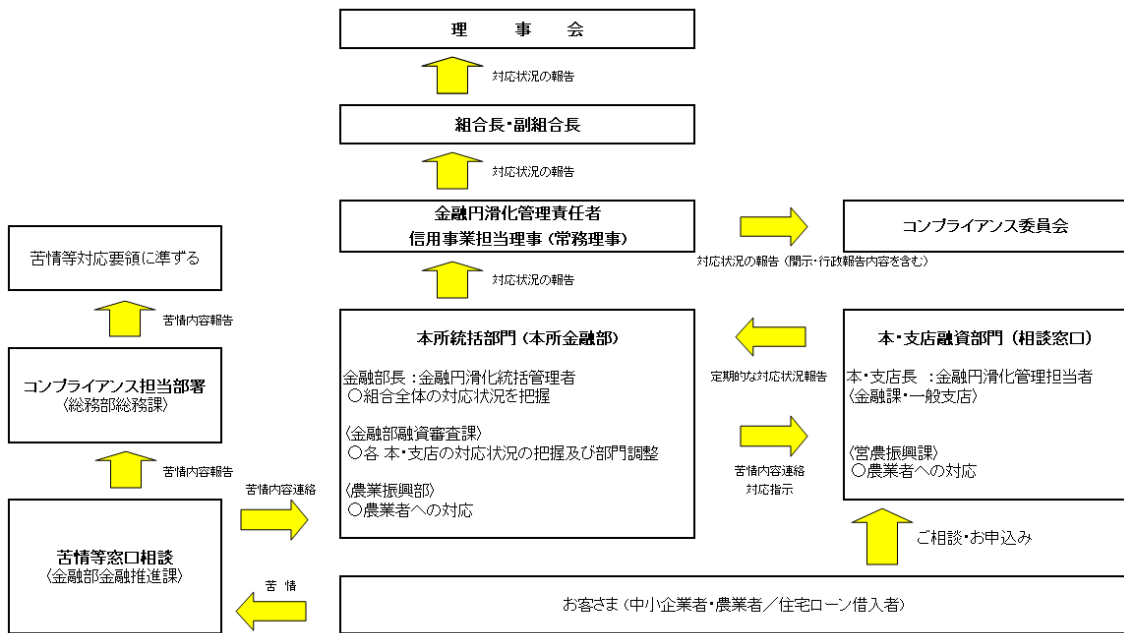 理　事　会
対応状況の報告
組合長・副組合長
対応状況の報告
金融円滑化管理責任者
信用事業担当理事（常務理事）
コンプライアンス委員会
対応状況の報告（開示・行政報告内容を含む）
対応状況の報告
苦情等対応要領に準ずる
苦情内容報告
コンプライアンス担当部署
〈総務部総務課〉
苦情内容報告
苦情等窓口相談
〈金融部金融推進課〉
苦情内容連絡
本所統括部門（本所金融部）
金融部長：金融円滑化統括管理者
○組合全体の対応状況を把握
〈金融部融資審査課〉
○各 本・支店の対応状況の把握及び部門調整
〈農業振興部〉
○農業者への対応
定期的な対応状況報告
苦情内容連絡
対応指示
本・支店融資部門（相談窓口）
本・支店長　：金融円滑化管理担当者
〈金融課・一般支店〉
〈営農振興課〉
○農業者への対応
ご相談・お申込み
苦 情
お客さま（中小企業者・農業者／住宅ローン借入者）